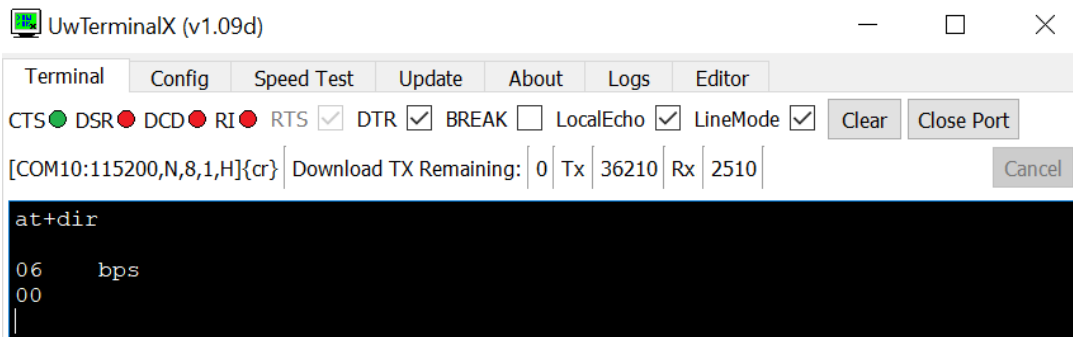 UwTerminalX (v1.09d)
Terminal Config Speed Test Update About Logs Editor
CTS DSR DCD RI RTS DTR BREAK LocalEcho LineMode Clear Close Port
[COM10:115200,N,8,1,H]{cr} Download TX Remaining: 0 Tx 36210 Rx 2510 Cancel
at+dir
06 bps
00